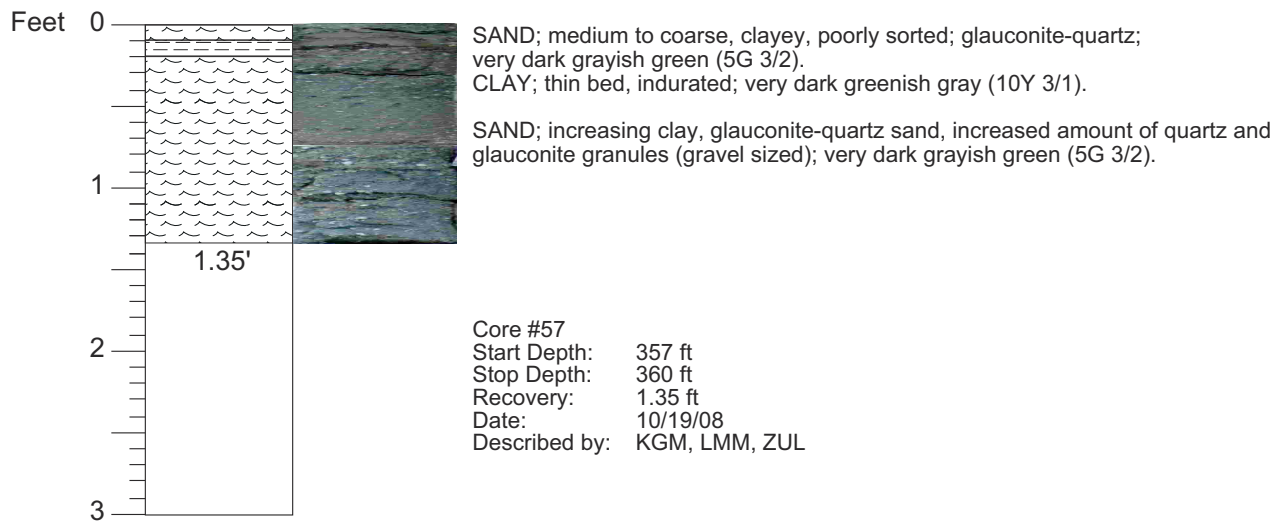 Feet 0
SAND; medium to coarse, clayey, poorly sorted; glauconite-quartz;
very dark grayish green (5G 3/2).
CLAY; thin bed, indurated; very dark greenish gray (10Y 3/1).
SAND; increasing clay, glauconite-quartz sand, increased amount of quartz and
glauconite granules (gravel sized); very dark grayish green (5G 3/2).
1
1.35'
Core #57
Start Depth: 357 ft
2
Stop Depth: 360 ft
Recovery: 1.35 ft
Date: 10/19/08
Described by: KGM, LMM, ZUL
3